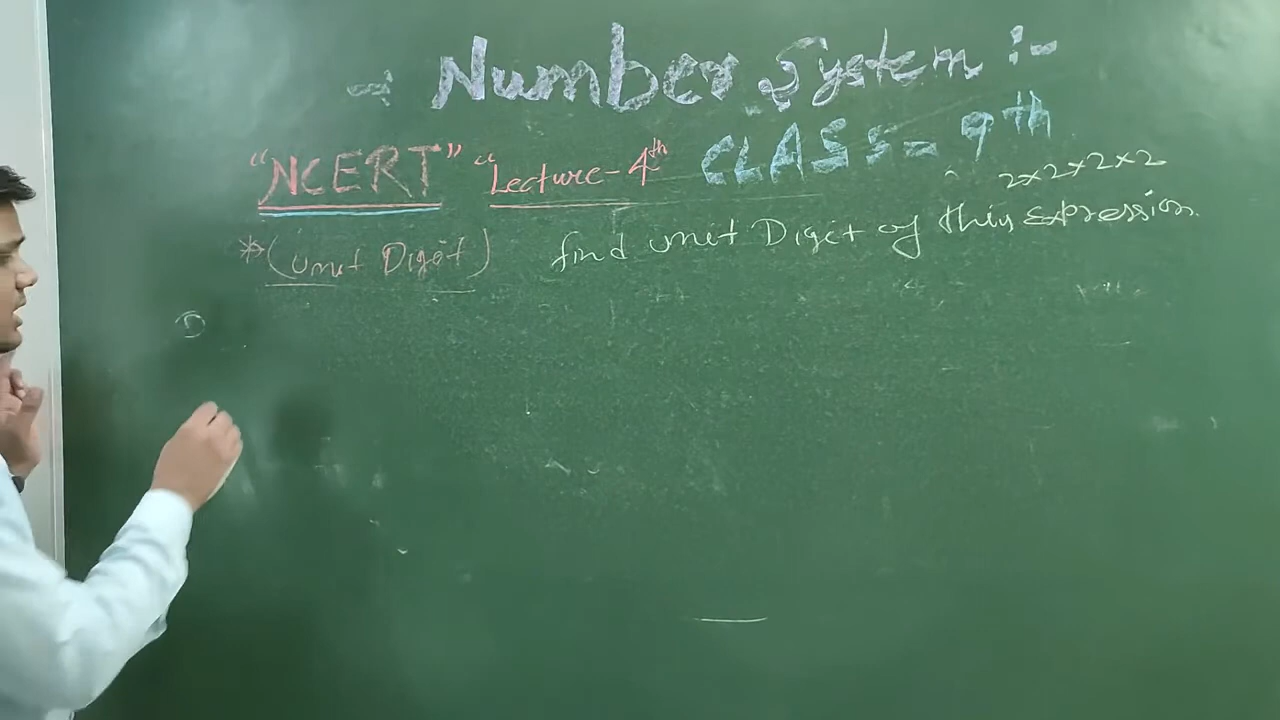 ⇒ Number System :-
"NCERT" "Lecture-4th CLASS = 9th
2×2×2×2
*(Unit Digit) find unit Digit of this Expression.
①